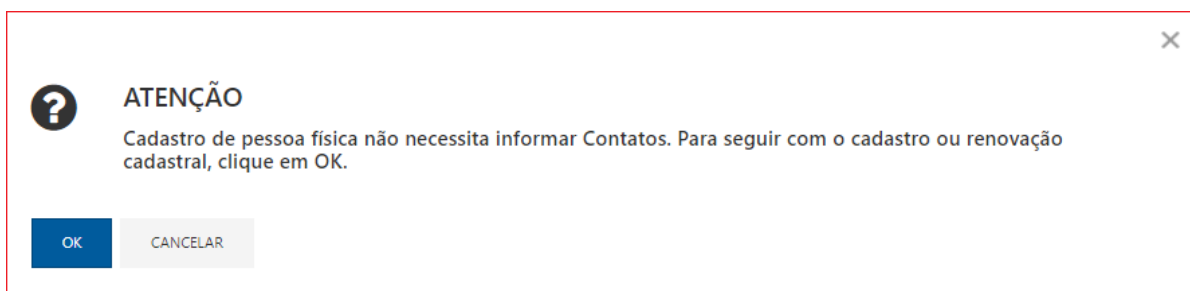 ATENÇÃO
Cadastro de pessoa física não necessita informar Contatos. Para seguir com o cadastro ou renovação
cadastral, clique em OK.
OK
CANCELAR